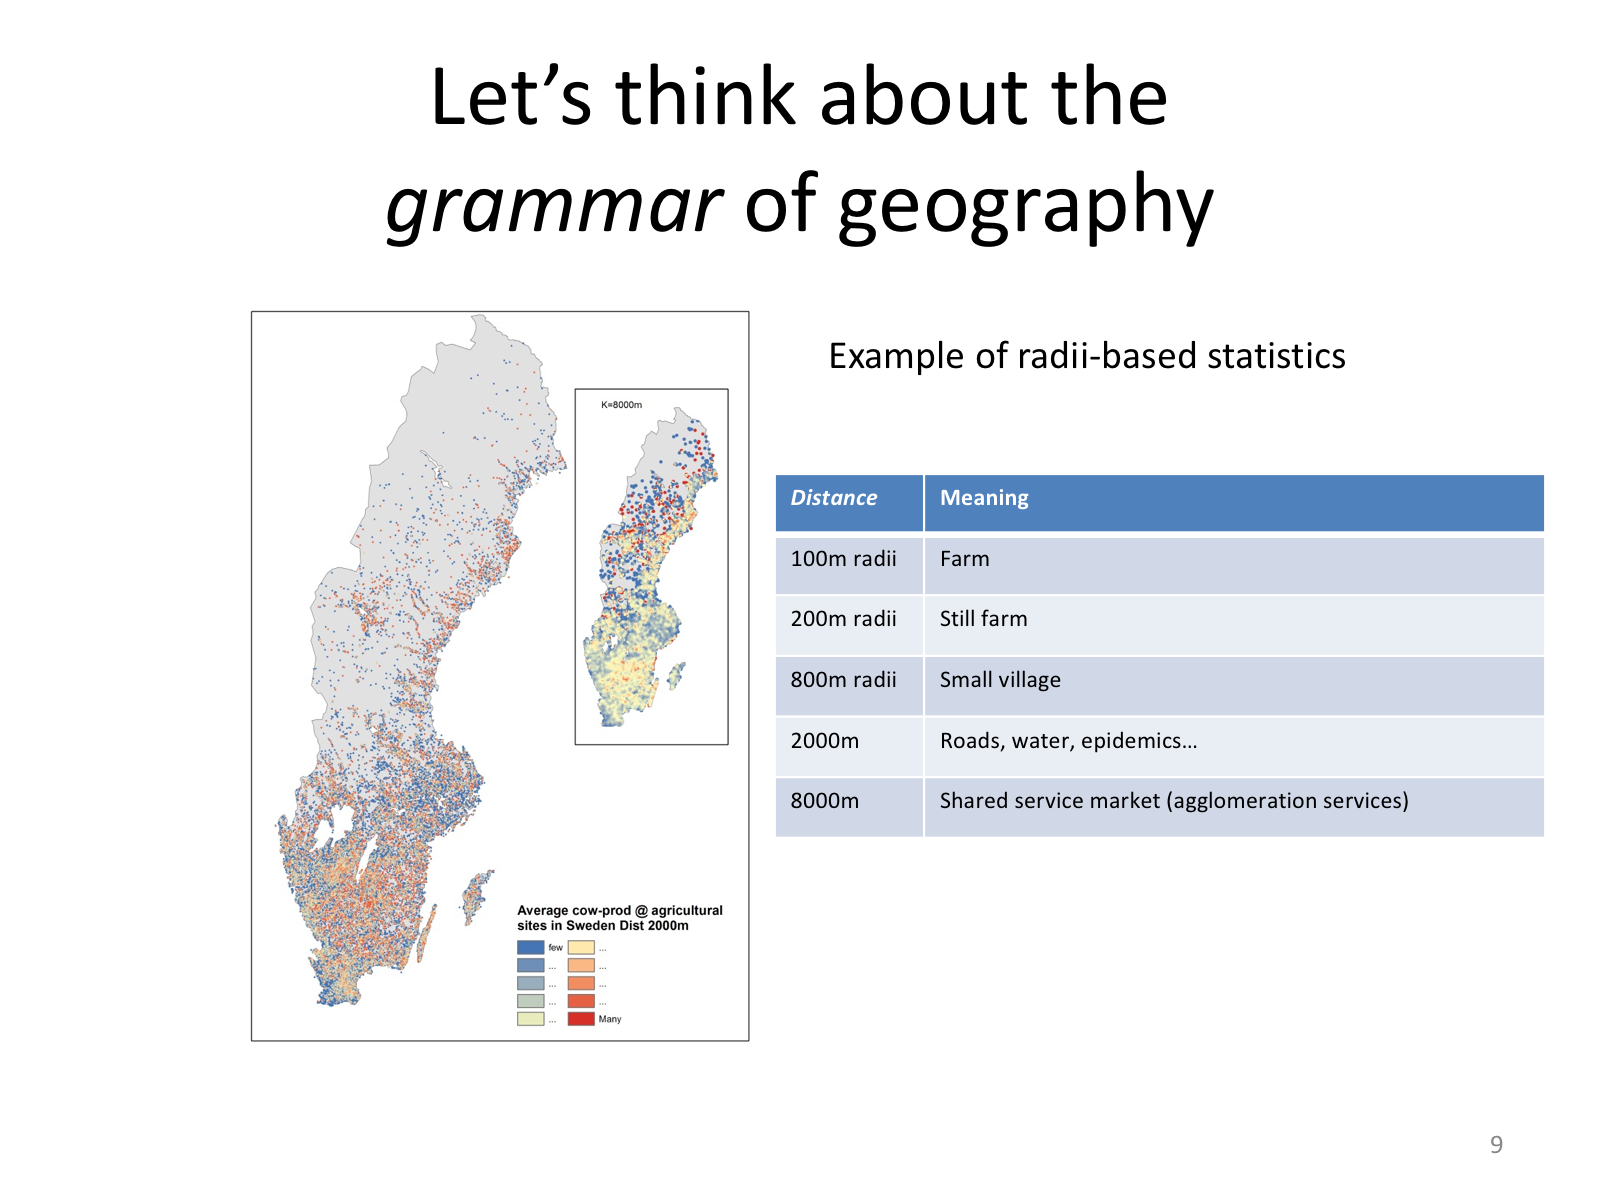 Let’s think about the
grammar of geography
K=8000m
Average cow-prod @ agricultural
sites in Sweden Dist 2000m
few ...
... ...
... ...
... ...
... Many
Example of radii-based statistics
Distance Meaning
100m radii Farm
200m radii Still farm
800m radii Small village
2000m Roads, water, epidemics…
8000m Shared service market (agglomeration services)
9